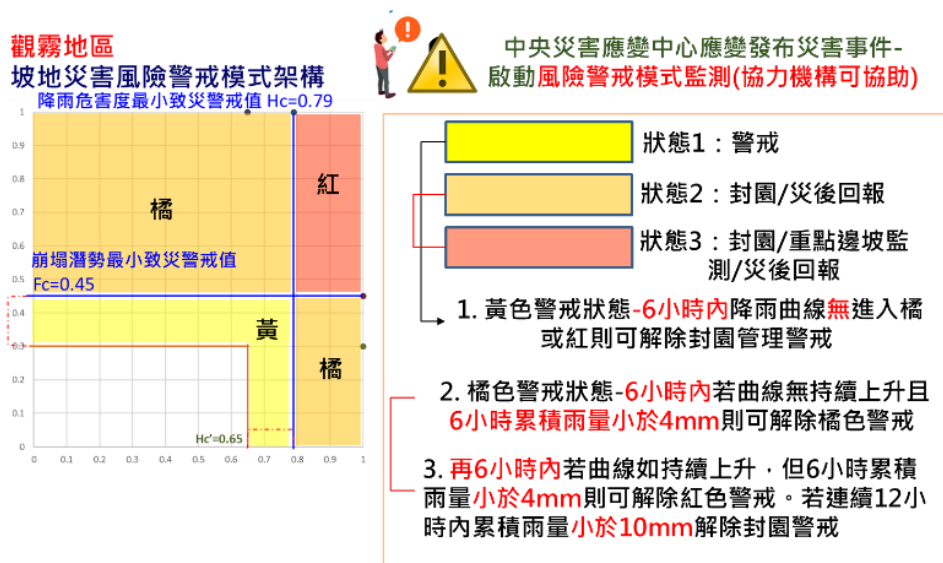 觀霧地區
坡地災害風險警戒模式架構
降雨危害度最小致災警戒值 Hc=0.79
1
0.9
0.8
0.7
0.6
0.5
0.4
0.3
0.2
0.1
0
橘
紅
崩塌潛勢最小致災警戒值
Fc=0.45
黃
橘
Hc'=0.65
0 0.1 0.2 0.3 0.4 0.5 0.6 0.7 0.8 0.9 1
中央災害應變中心應變發布災害事件-
啟動風險警戒模式監測(協力機構可協助)
狀態1：警戒
狀態2：封園/災後回報
狀態3：封園/重點邊坡監
測/災後回報
1. 黃色警戒狀態-6小時內降雨曲線無進入橘
或紅則可解除封園管理警戒
2. 橘色警戒狀態-6小時內若曲線無持續上升且
6小時累積雨量小於4mm則可解除橘色警戒
3. 再6小時內若曲線如持續上升，但6小時累積
雨量小於4mm則可解除紅色警戒。若連續12小
時內累積雨量小於10mm解除封園警戒